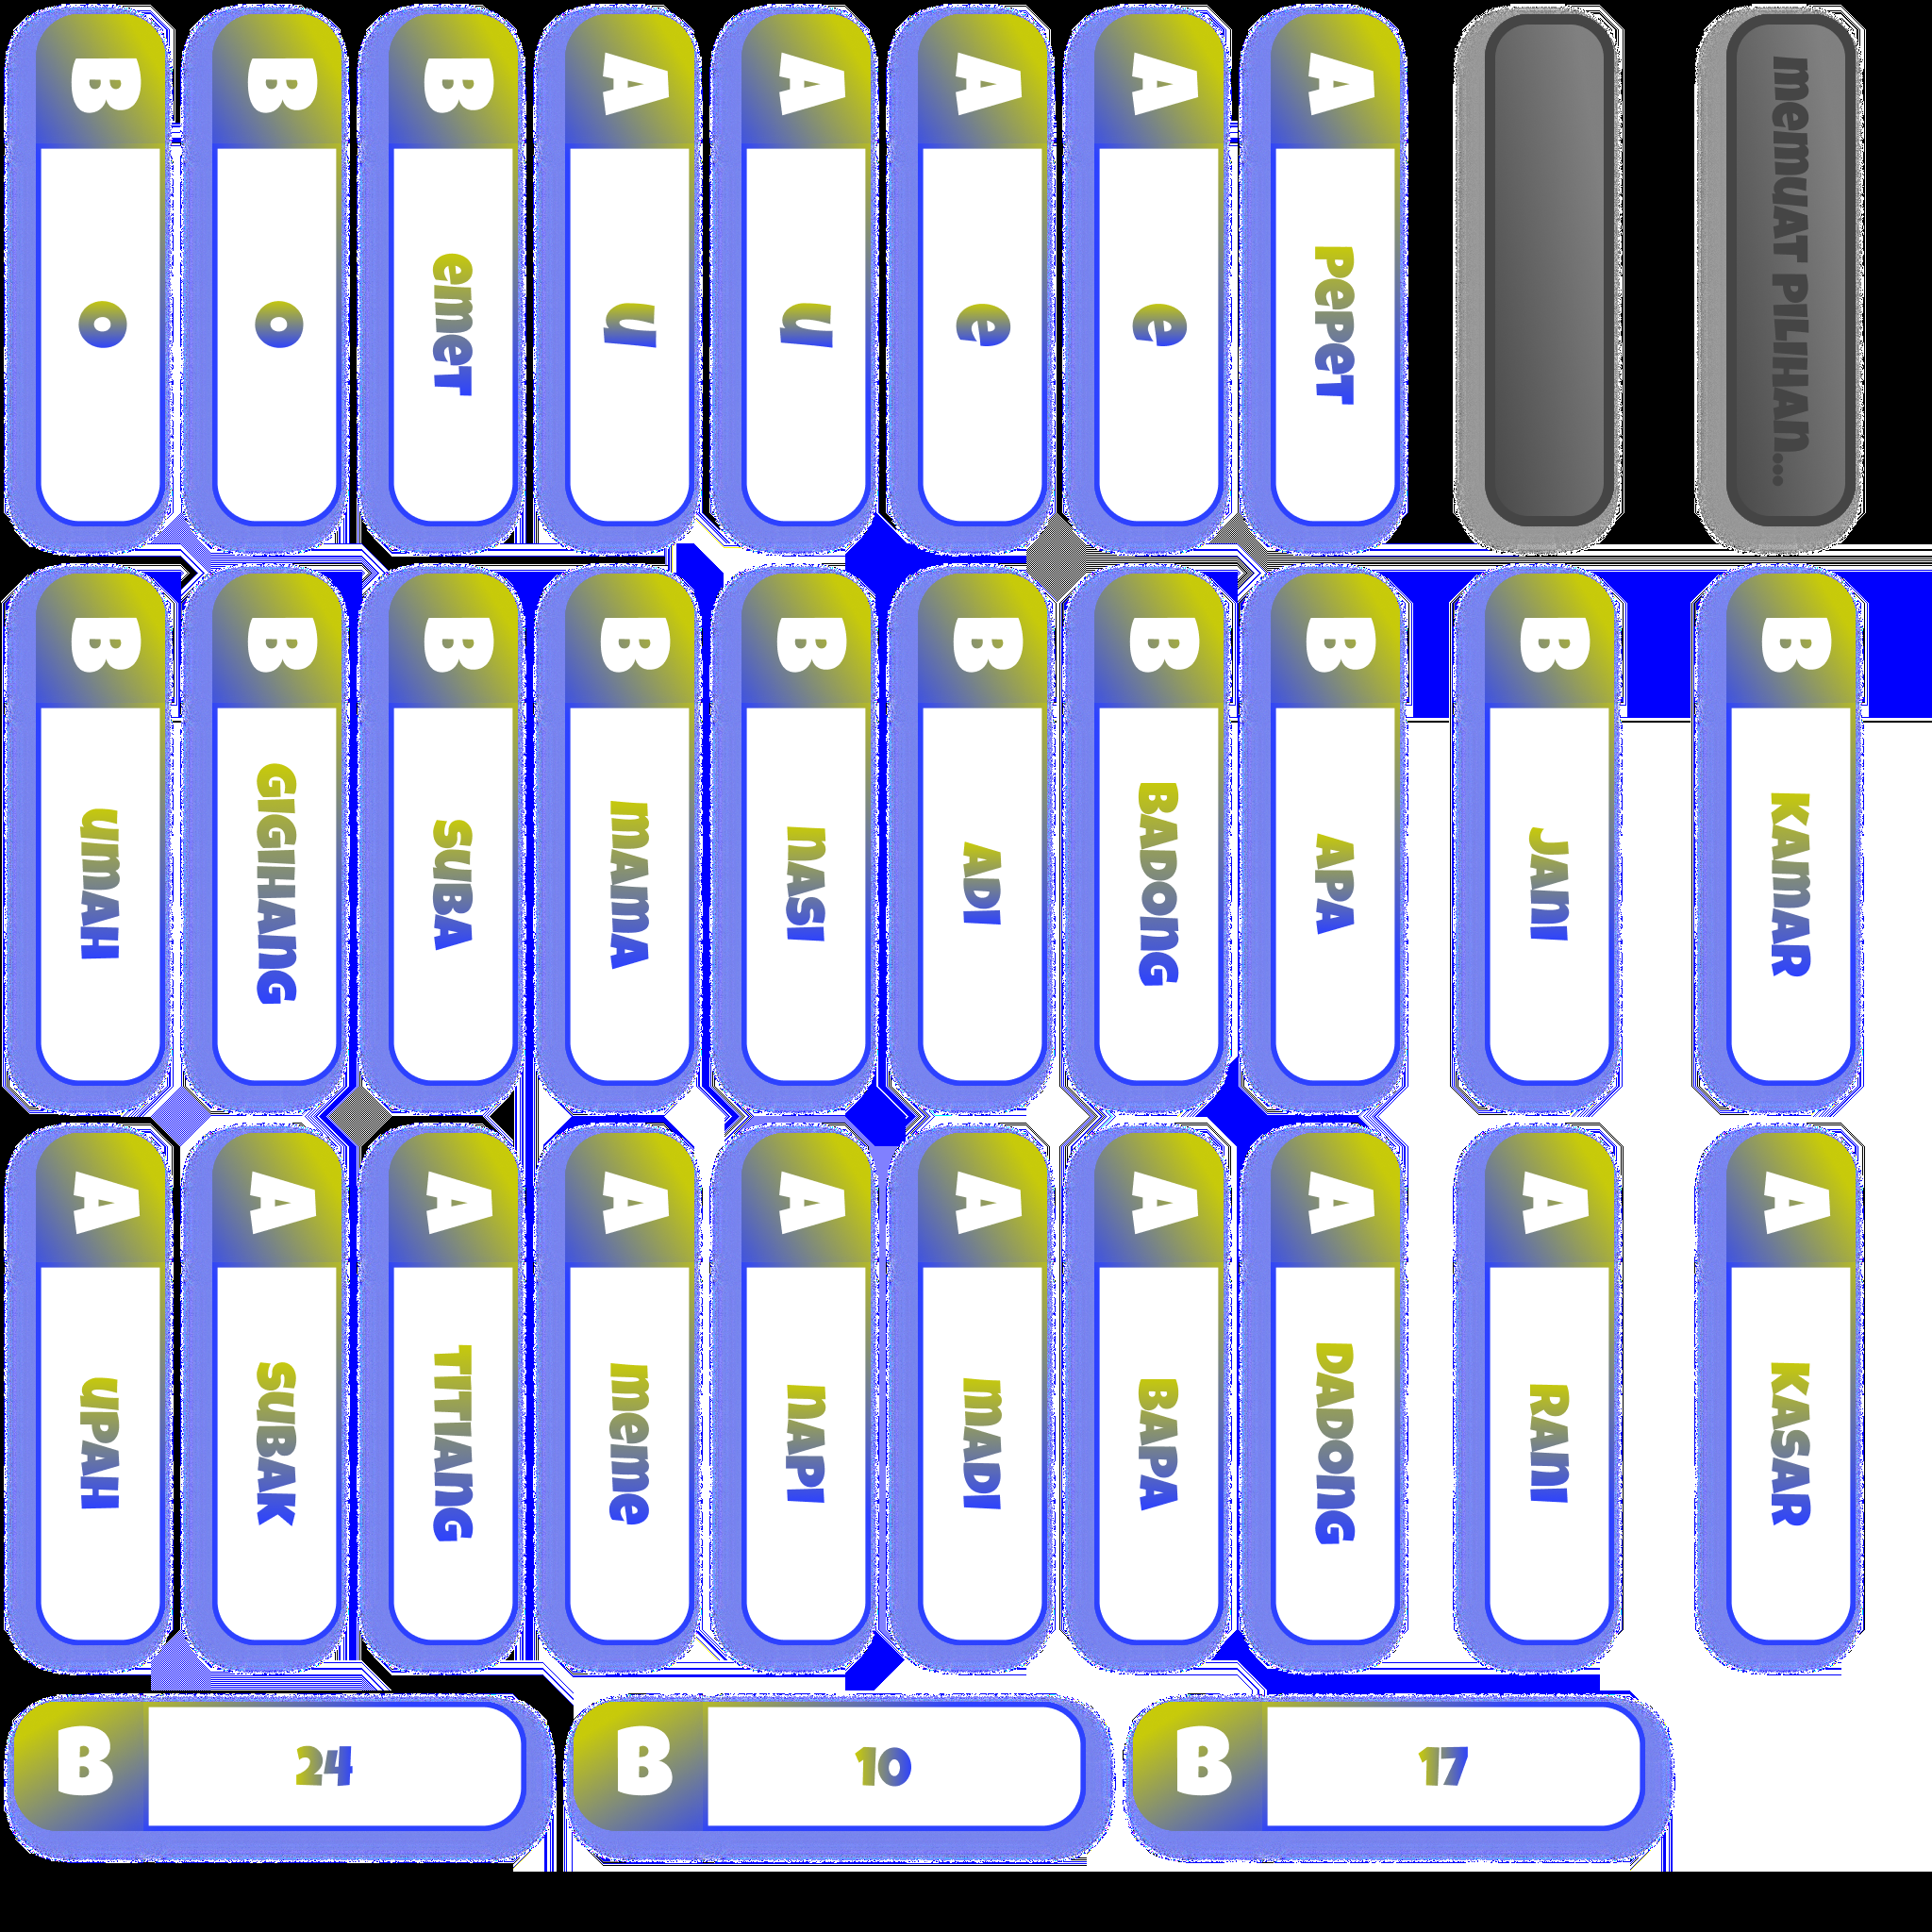 B o
B o
B emet
A u
A u
A e
A e
A Pepet
memuat pilihan...
B umah
B Gigihang
B suba
B mama
B nasi
B Adi
B Badong
B Apa
B Jani
B Kamar
A upah
A subak
A Titiang
A meme
A napi
A madi
A Bapa
A Dadong
A Rani
A Kasar
B 24
B 10
B 17